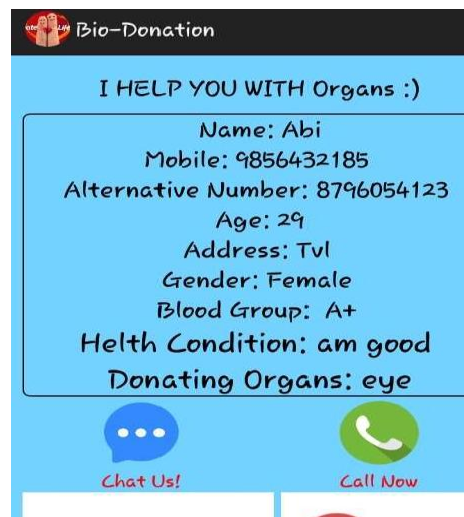 Bio-Donation
I HELP YOU WITH Organs :)
Name: Abi
Mobile: 9856432185
Alternative Number: 8796054123
Age: 29
Address: Tvl
Gender: Female
Blood Group: A+
Helth Condition: am good
Donating Organs: eye
Chat Us!
Call Now